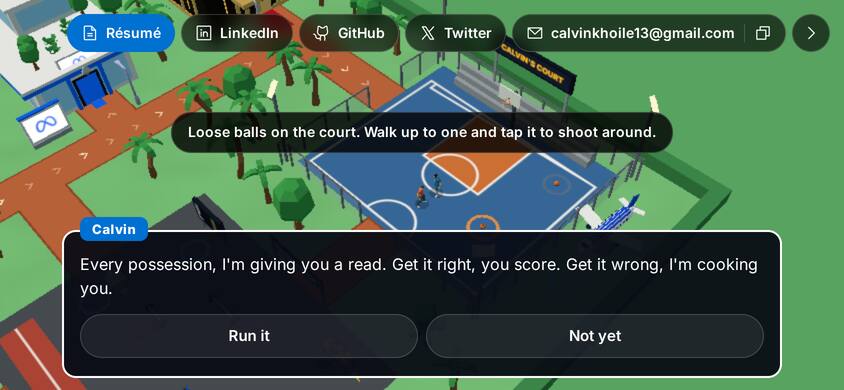 Résumé
LinkedIn
GitHub
Twitter
calvinkhoile13@gmail.com
CALVIN'S COURT
Loose balls on the court. Walk up to one and tap it to shoot around.
Calvin
Every possession, I'm giving you a read. Get it right, you score. Get it wrong, I'm cooking
you.
Run it
Not yet